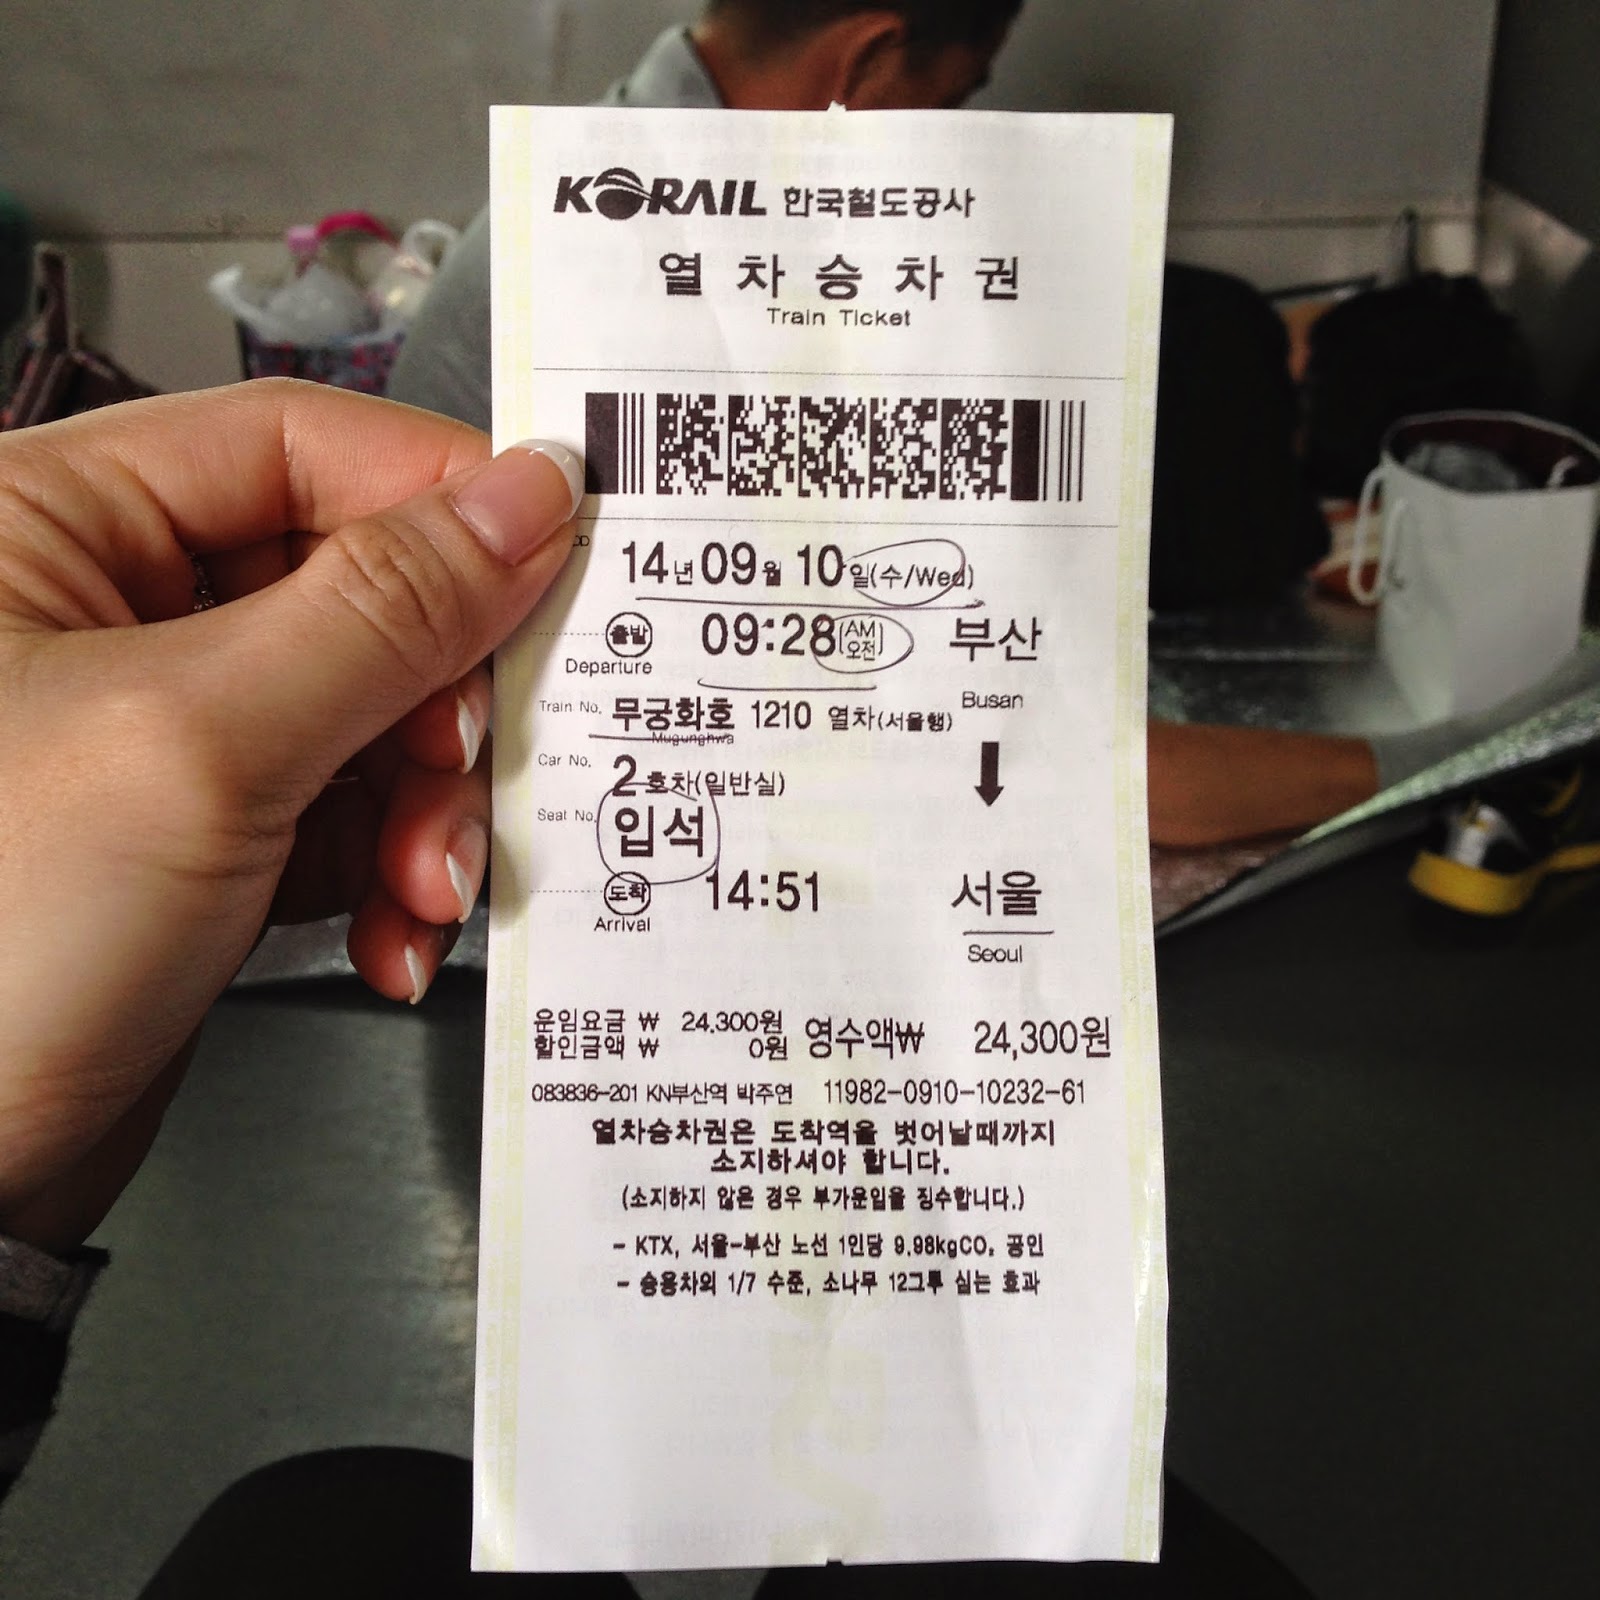 KORAIL 한국철도공사
열차승차권
Train Ticket
14년 09월 10일(수/Wed)
출발 09:28 (AM 오전) 부산
Departure
Busan
Train No. 무궁화호 1210 열차(서울행)
Mugunghwa
Car No. 2 호차(일반실)
Seat No. 입석
도착 14:51 서울
Arrival
Seoul
운임요금 ₩ 24,300원 영수액₩ 24,300원
할인금액 ₩ 0원
083836-201 KN부산역 박주연 11982-0910-10232-61
열차승차권은 도착역을 벗어날때까지
소지하셔야 합니다.
(소지하지 않은 경우 부가운임을 징수합니다.)
- KTX, 서울-부산 노선 1인당 9.98kgCO₂ 공인
- 승용차의 1/7 수준, 소나무 12그루 심는 효과